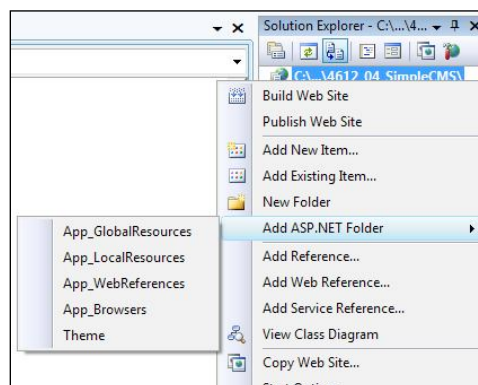 Solution Explorer - C:\...\4...
C:\...\4612_04_SimpleCMS\
Build Web Site
Publish Web Site
Add New Item...
Add Existing Item...
New Folder
Add ASP.NET Folder
App_GlobalResources
App_LocalResources
App_WebReferences
App_Browsers
Theme
Add Reference...
Add Web Reference...
Add Service Reference...
View Class Diagram
Copy Web Site...